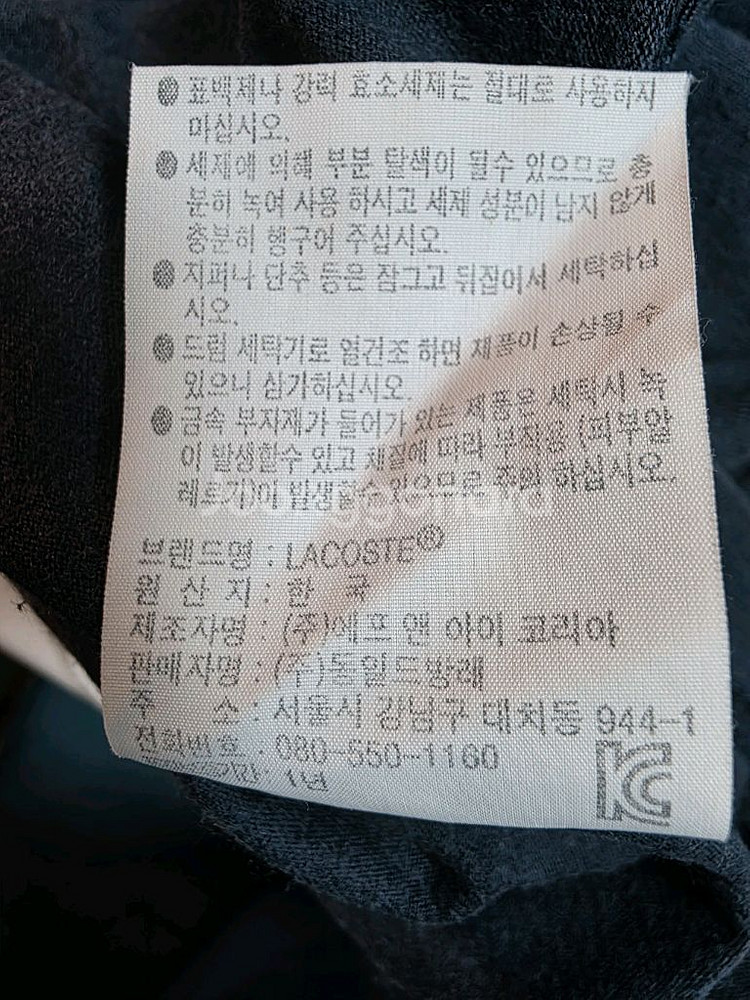 표백제나 강력 효소세제는 절대로 사용하지
마십시오.
세제에 의해 부분 탈색이 될수 있으므로 충
분히 녹여 사용 하시고 세제 성분이 남지 않게
충분히 헹구어 주십시오.
지퍼나 단추 등은 잠그고 뒤집어서 세탁하십
시오.
드럼 세탁기로 열건조 하면 제품이 손상될 수
있으니 삼가하십시오.
금속 부자재가 들어가 있는 제품은 세탁시 녹
이 발생할수 있고 체질에 따라 부작용 (피부알
레르기)이 발생할수 있으므로 주의 하십시오.
브랜드명 : LACOSTE®
원 산 지 : 한 국
제조자명 : (주)에프 앤 이이 코리아
판매자명 : (주)동일드방레
주 소 : 서울시 강남구 대치동 944-1
전화번호 : 080-550-1160
1년
KC